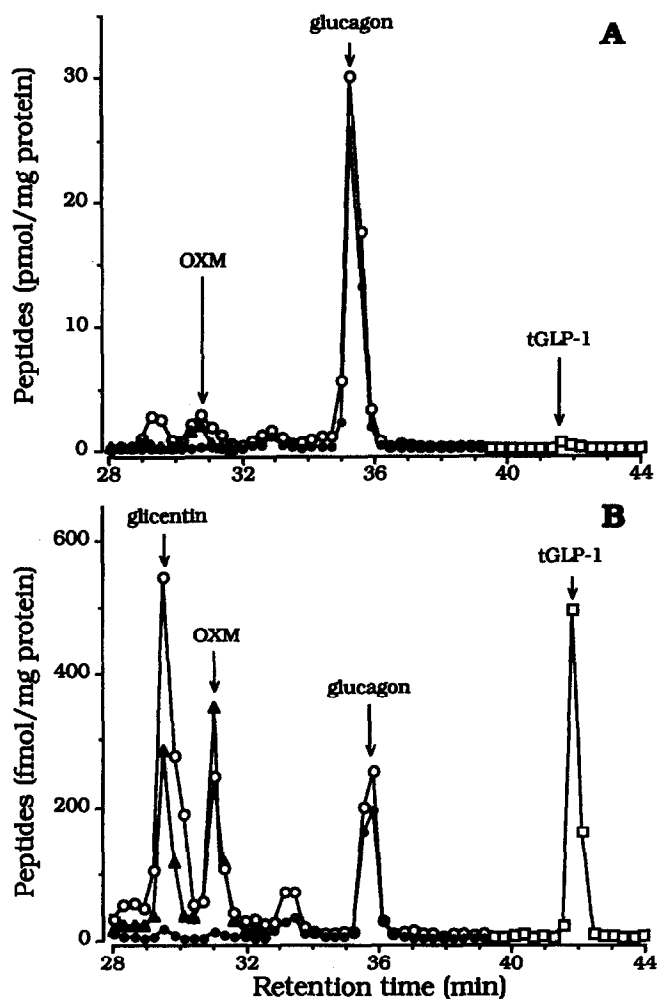 glucagon
A
30
20
OXM
10
tGLP-1
0
28 32 36 40 44
Peptides (pmol/mg protein)
glicentin
B
600
tGLP-1
OXM
400
glucagon
200
0
28 32 36 40 44
Peptides (fmol/mg protein)
Retention time (min)